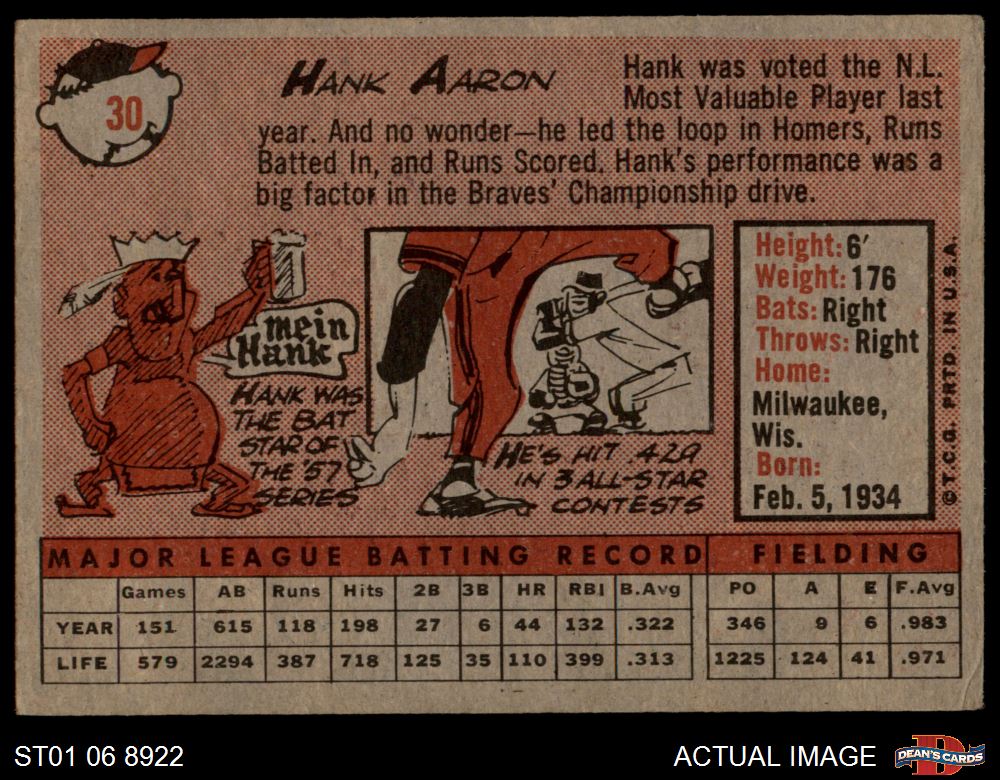 30
HANK AARON
Hank was voted the N.L.
Most Valuable Player last
year. And no wonder—he led the loop in Homers, Runs
Batted In, and Runs Scored. Hank's performance was a
big factor in the Braves' Championship drive.
mein
Hank
HANK WAS
THE BAT
STAR OF
THE '57
SERIES
HE'S HIT .429
IN 3 ALL-STAR
CONTESTS
Height: 6'
Weight: 176
Bats: Right
Throws: Right
Home:
Milwaukee,
Wis.
Born:
Feb. 5, 1934
©T.C.G. PRTD. IN U.S.A.
MAJOR LEAGUE BATTING RECORD FIELDING
Games AB Runs Hits 2B 3B HR RBI B.Avg PO A E F.Avg
YEAR 151 615 118 198 27 6 44 132 .322 346 9 6 .983
LIFE 579 2294 387 718 125 35 110 399 .313 1225 124 41 .971
ST01 06 8922
ACTUAL IMAGE
DEAN'S CARDS